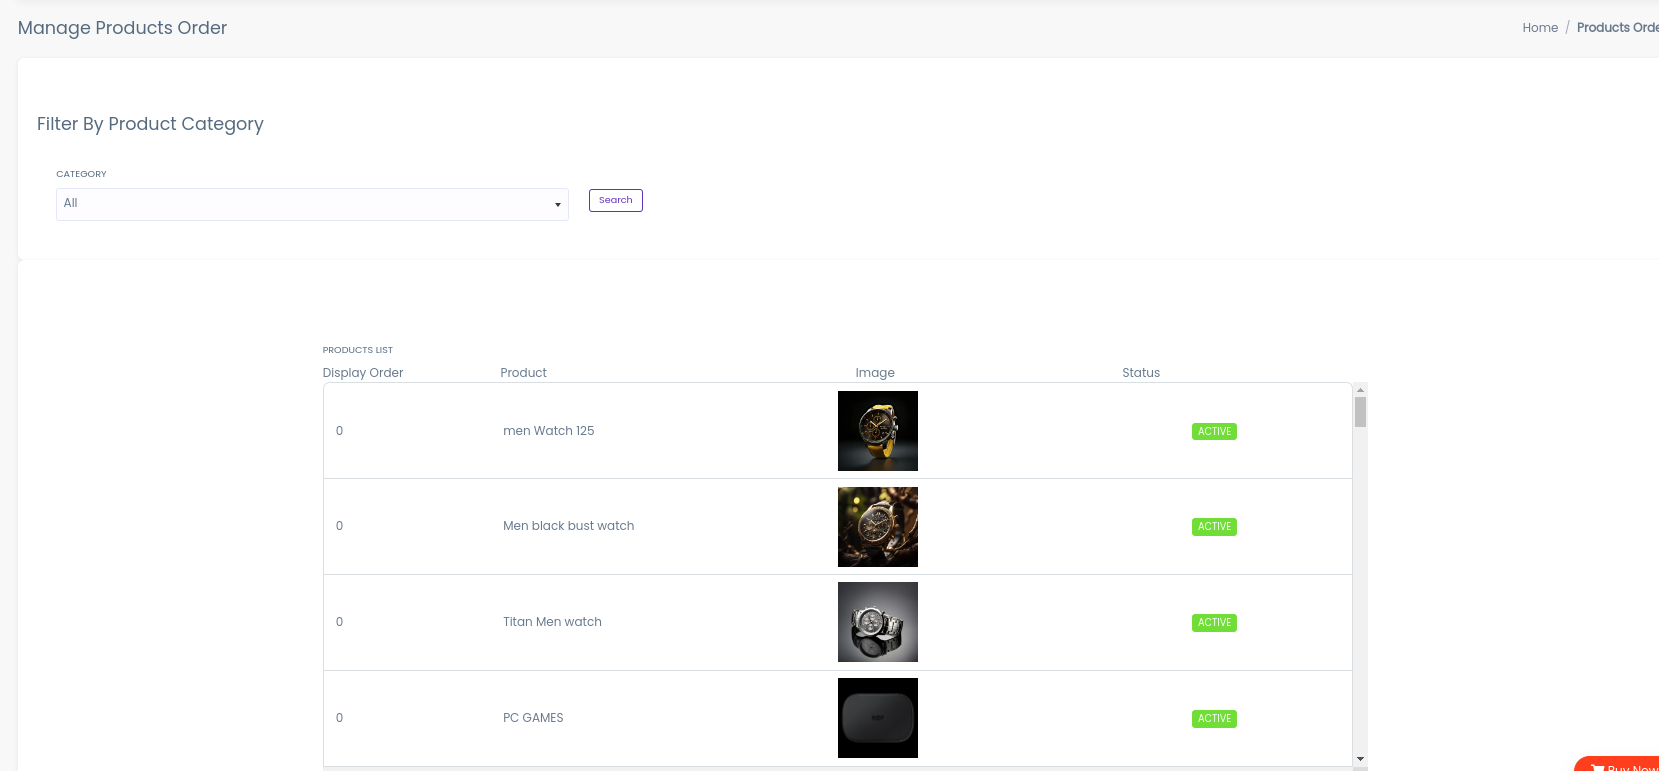 Manage Products Order
Home / Products Orde
Filter By Product Category
CATEGORY
All
Search
PRODUCTS LIST
Display Order Product Image Status
0 men Watch 125 ACTIVE
0 Men black bust watch ACTIVE
0 Titan Men watch ACTIVE
0 PC GAMES ACTIVE
Buy Now